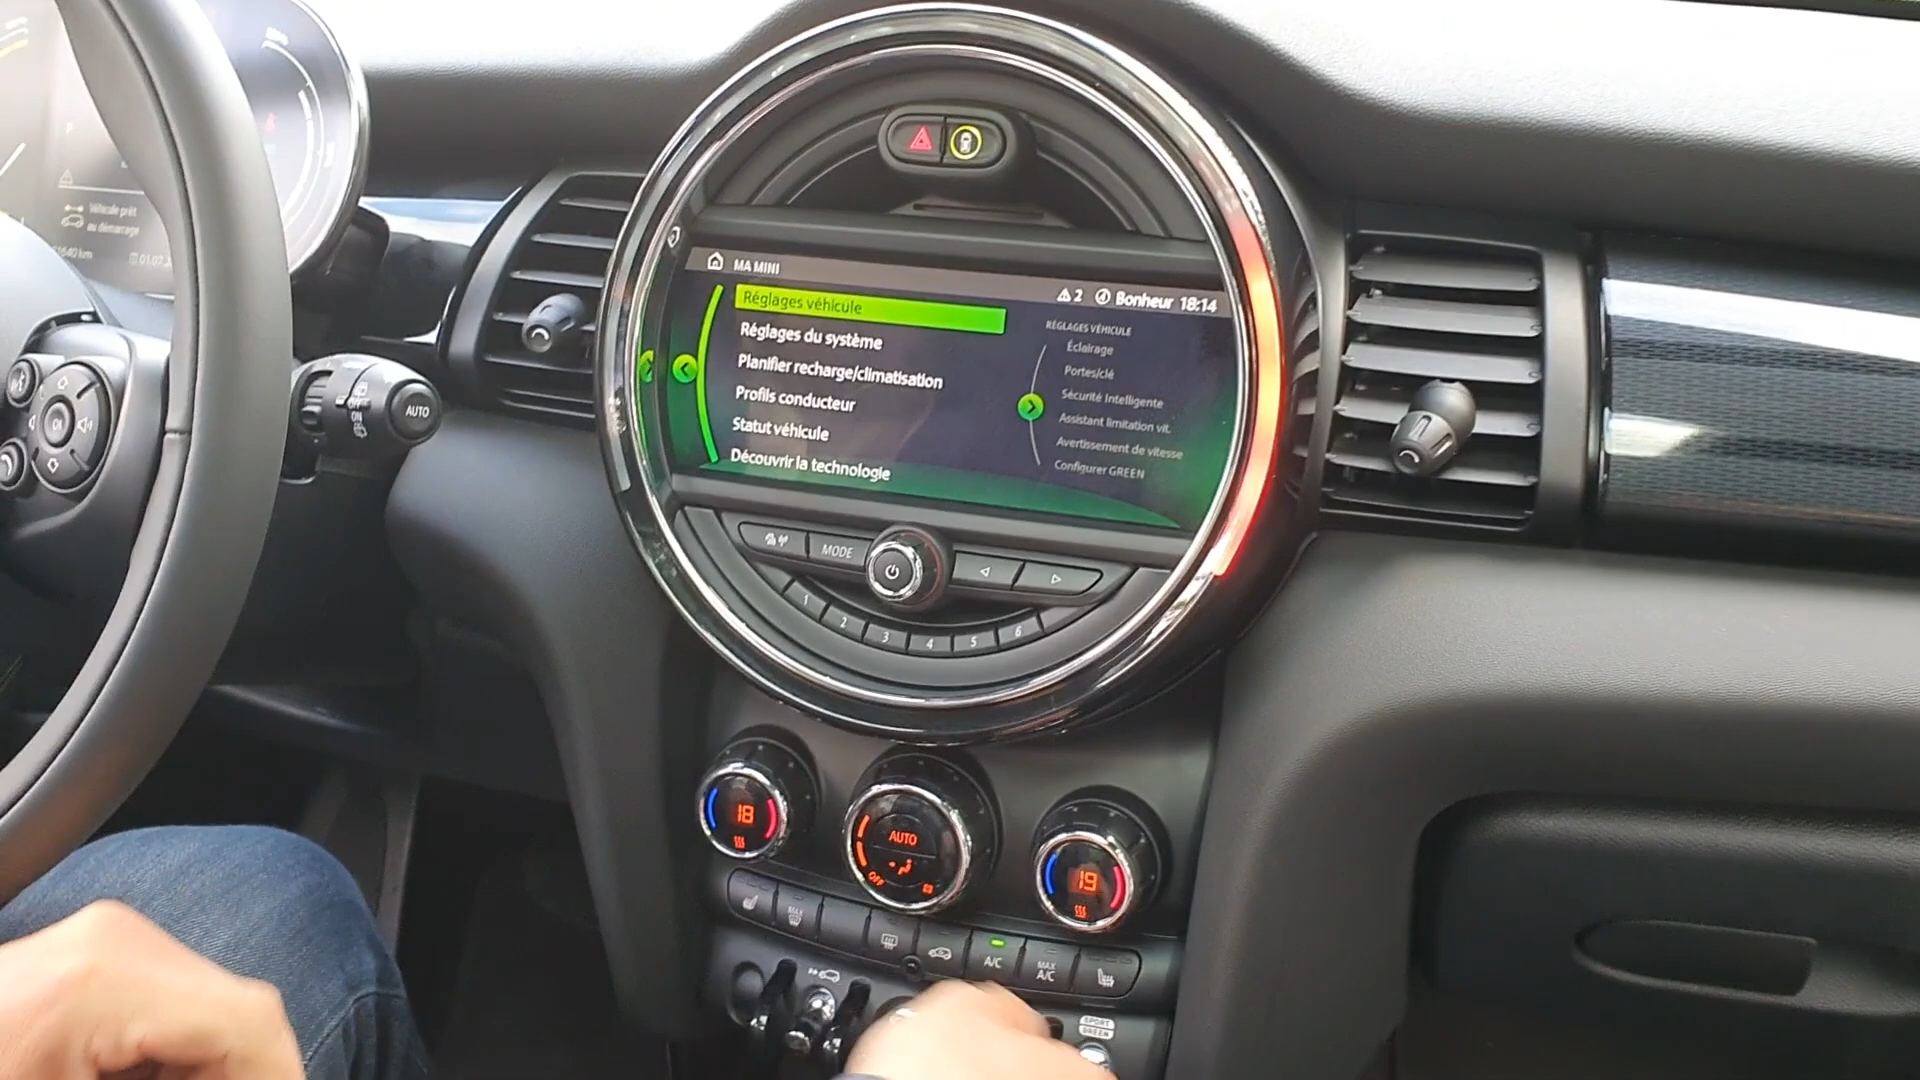 MA MINI
2 Bonheur 18:14
Réglages véhicule
Réglages du système
Planifier recharge/climatisation
Profils conducteur
Statut véhicule
Découvrir la technologie
RÉGLAGES VÉHICULE
Éclairage
Portes/clé
Sécurité Intelligente
Assistant limitation vit.
Avertissement de vitesse
Configurer GREEN
Véhicule prêt
au démarrage
AUTO
ON
MODE
1
2
3
4
5
6
18
AUTO
OFF
19
MAX
A/C
MAX
A/C
SPORT
GREEN